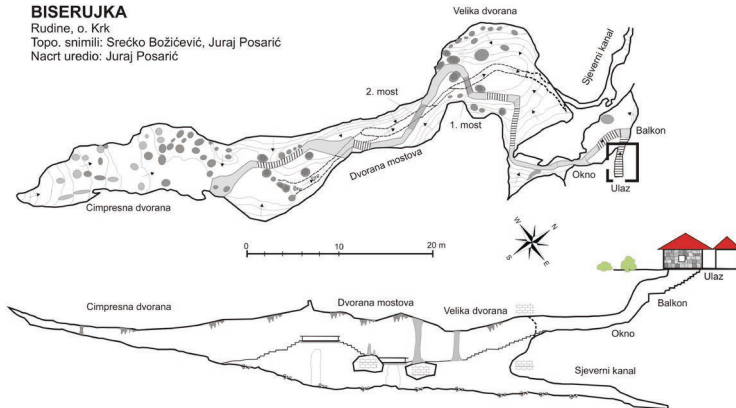 BISERUJKA
Rudine, o. Krk
Topo. snimili: Srećko Božićević, Juraj Posarić
Nacrt uredio: Juraj Posarić
Velika dvorana
Sjeverni kanal
2. most
1. most
Balkon
Dvorana mostova
Okno
Ulaz
Cimpresna dvorana
W N
S E
0 10 20 m
Ulaz
Cimpresna dvorana
Dvorana mostova
Velika dvorana
Balkon
Okno
Sjeverni kanal